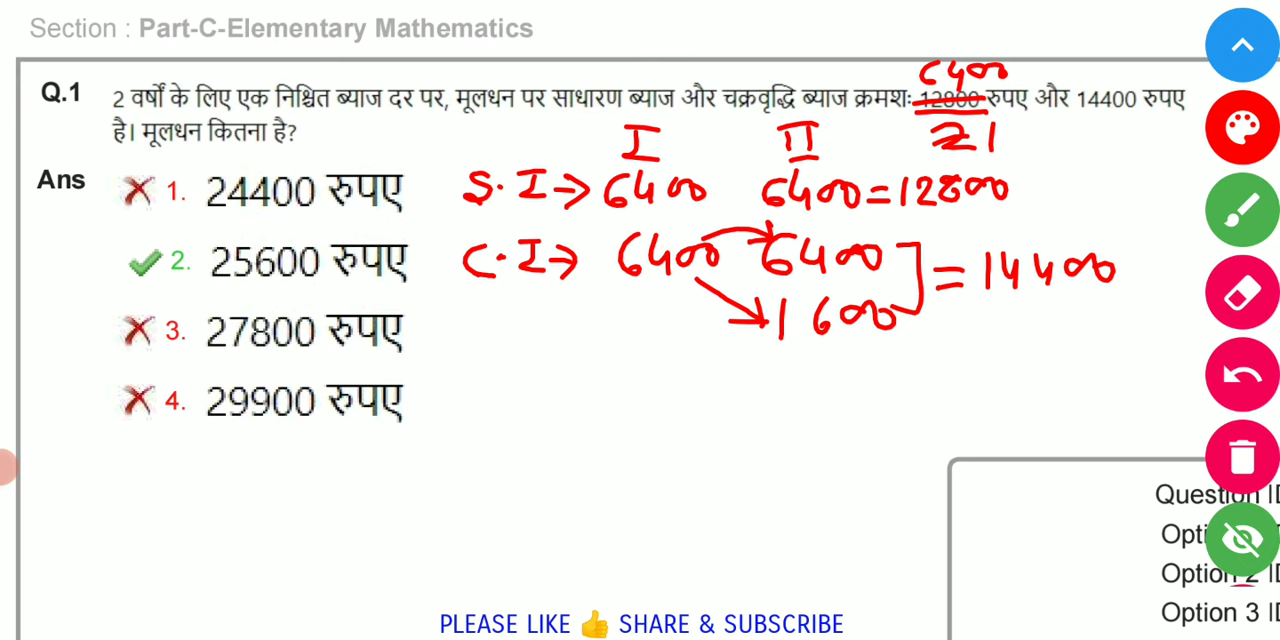 Section : Part-C-Elementary Mathematics
6400
Q.1 2 वर्षों के लिए एक निश्चित ब्याज दर पर, मूलधन पर साधारण ब्याज और चक्रवृद्धि ब्याज क्रमशः 12800 रुपए और 14400 रुपए
है। मूलधन कितना है?
2 1
I II
Ans
1. 24400 रुपए
S.I → 6400 6400 = 12800
2. 25600 रुपए
C.I → 6400 6400 ] = 14400
1600
3. 27800 रुपए
4. 29900 रुपए
Question ID
Opti
Option 2 ID
Option 3 ID
PLEASE LIKE 👍 SHARE & SUBSCRIBE